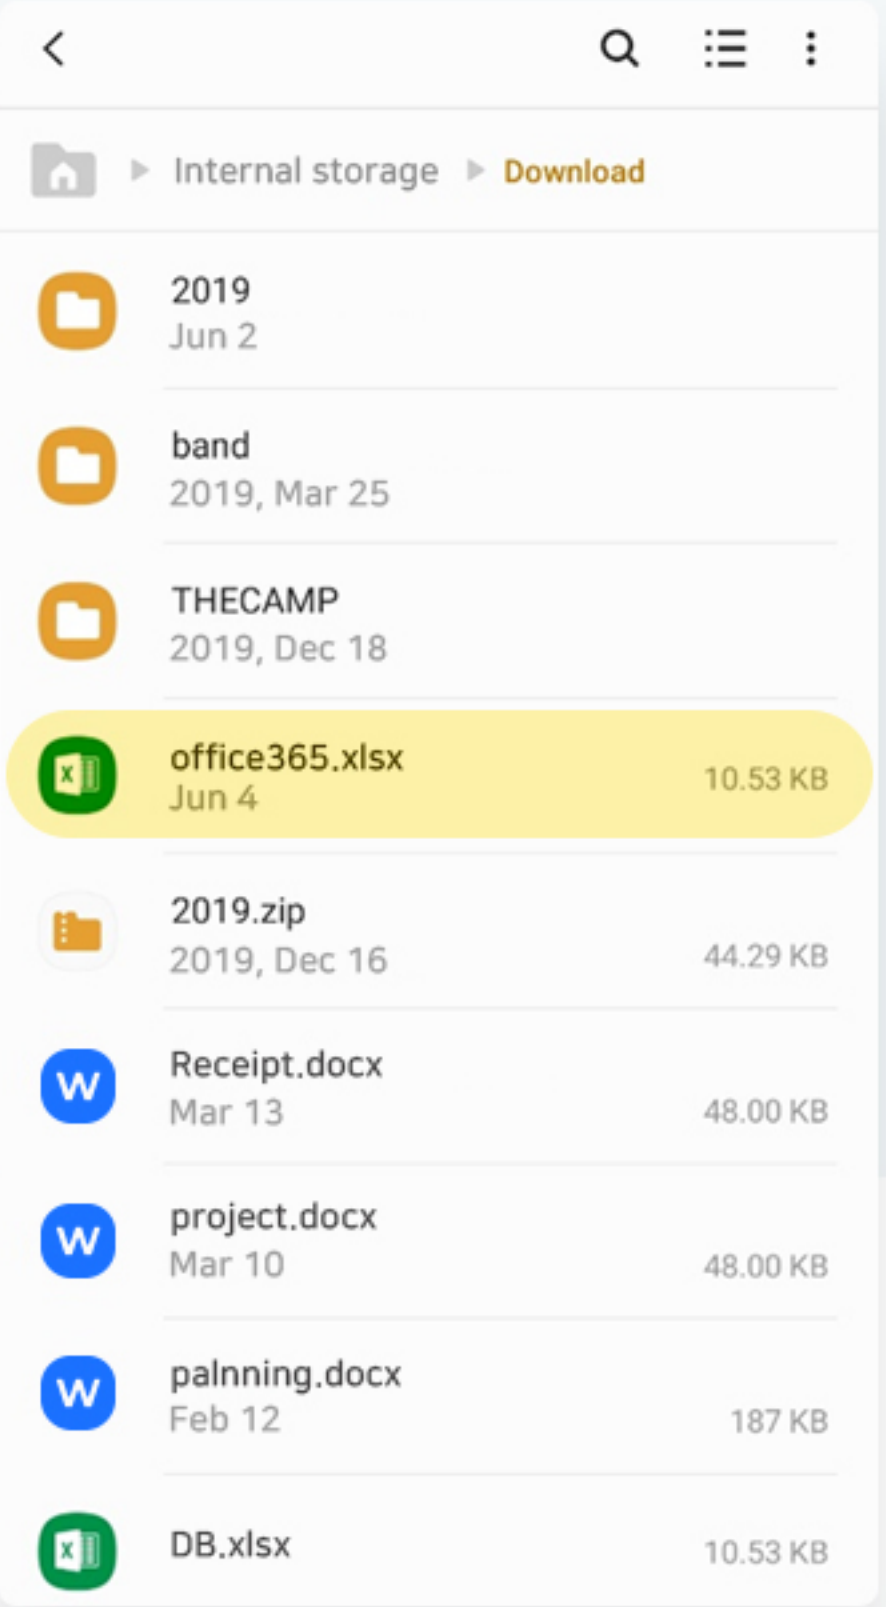 Internal storage Download
2019
Jun 2
band
2019, Mar 25
THECAMP
2019, Dec 18
office365.xlsx
Jun 4
10.53 KB
2019.zip
2019, Dec 16
44.29 KB
Receipt.docx
Mar 13
48.00 KB
project.docx
Mar 10
48.00 KB
palnning.docx
Feb 12
187 KB
DB.xlsx
10.53 KB